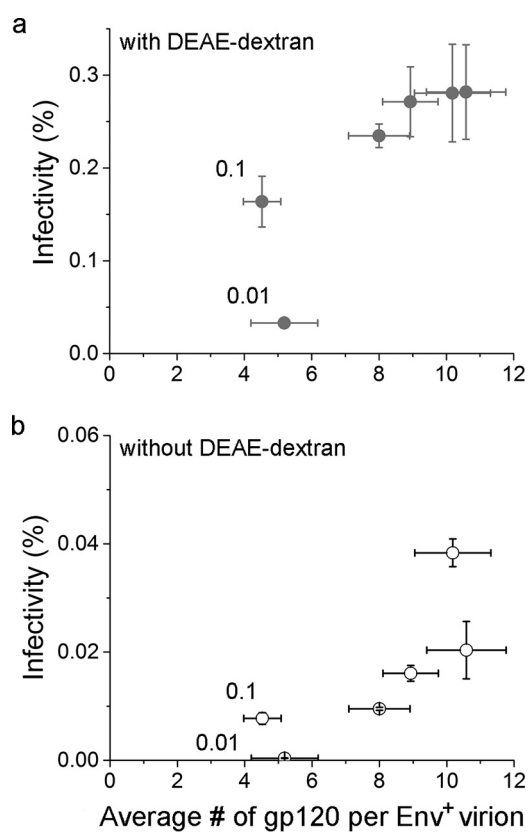 a
with DEAE-dextran
0.3
0.2
0.1
0.0
Infectivity (%)
0.1
0.01
0 2 4 6 8 10 12
b
without DEAE-dextran
0.06
0.04
0.02
0.00
Infectivity (%)
0.1
0.01
0 2 4 6 8 10 12
Average # of gp120 per Env⁺ virion